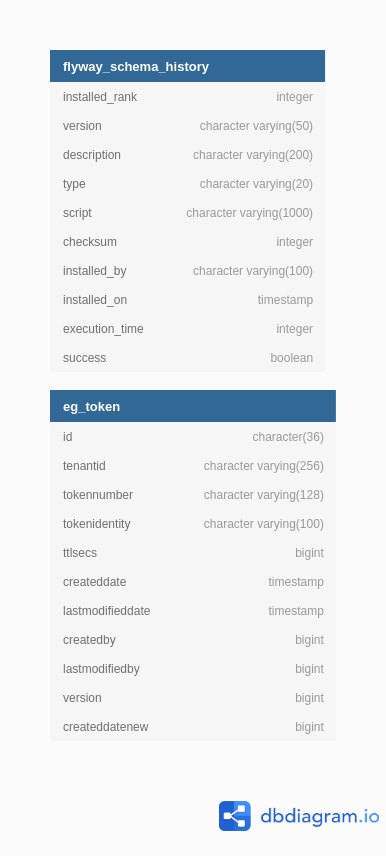 flyway_schema_history
installed_rank integer
version character varying(50)
description character varying(200)
type character varying(20)
script character varying(1000)
checksum integer
installed_by character varying(100)
installed_on timestamp
execution_time integer
success boolean
eg_token
id character(36)
tenantid character varying(256)
tokennumber character varying(128)
tokenidentity character varying(100)
ttlsecs bigint
createddate timestamp
lastmodifieddate timestamp
createdby bigint
lastmodifiedby bigint
version bigint
createddatenew bigint
dbdiagram.io